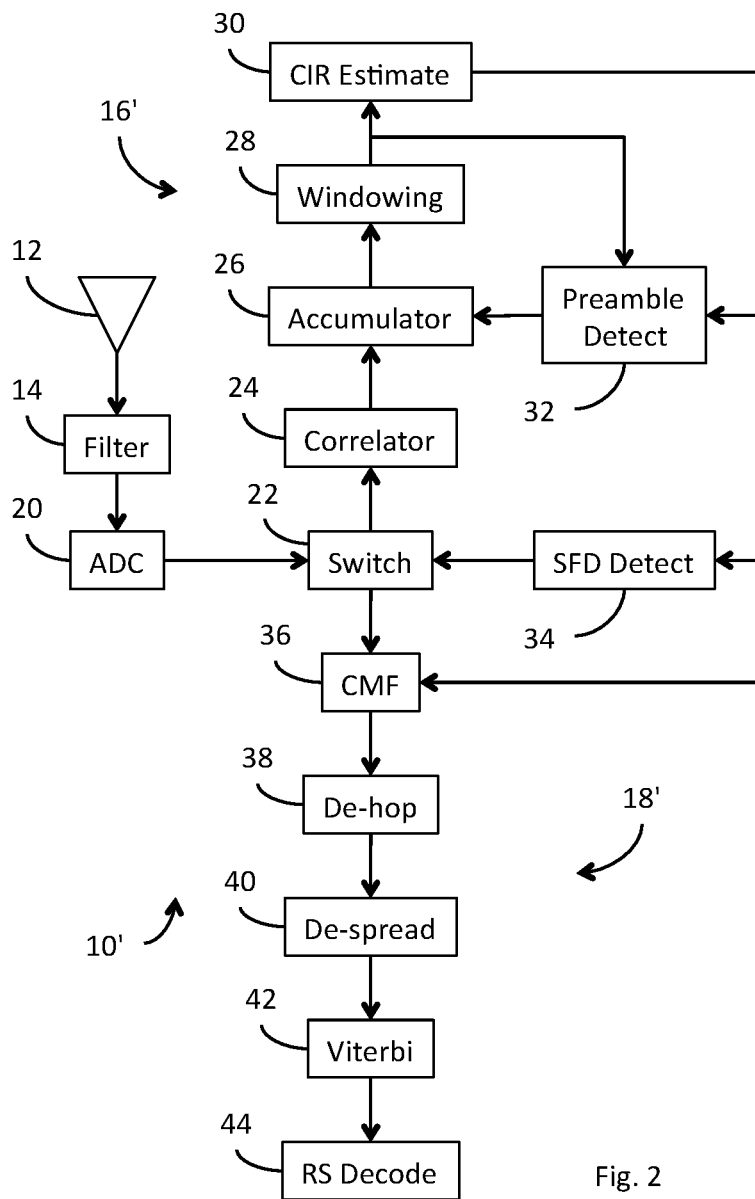 30
CIR Estimate
16'
28
Windowing
12
26
Accumulator
Preamble
Detect
32
14
Filter
24
Correlator
20
ADC
22
Switch
SFD Detect
34
36
CMF
38
De-hop
18'
40
De-spread
10'
42
Viterbi
44
RS Decode
Fig. 2